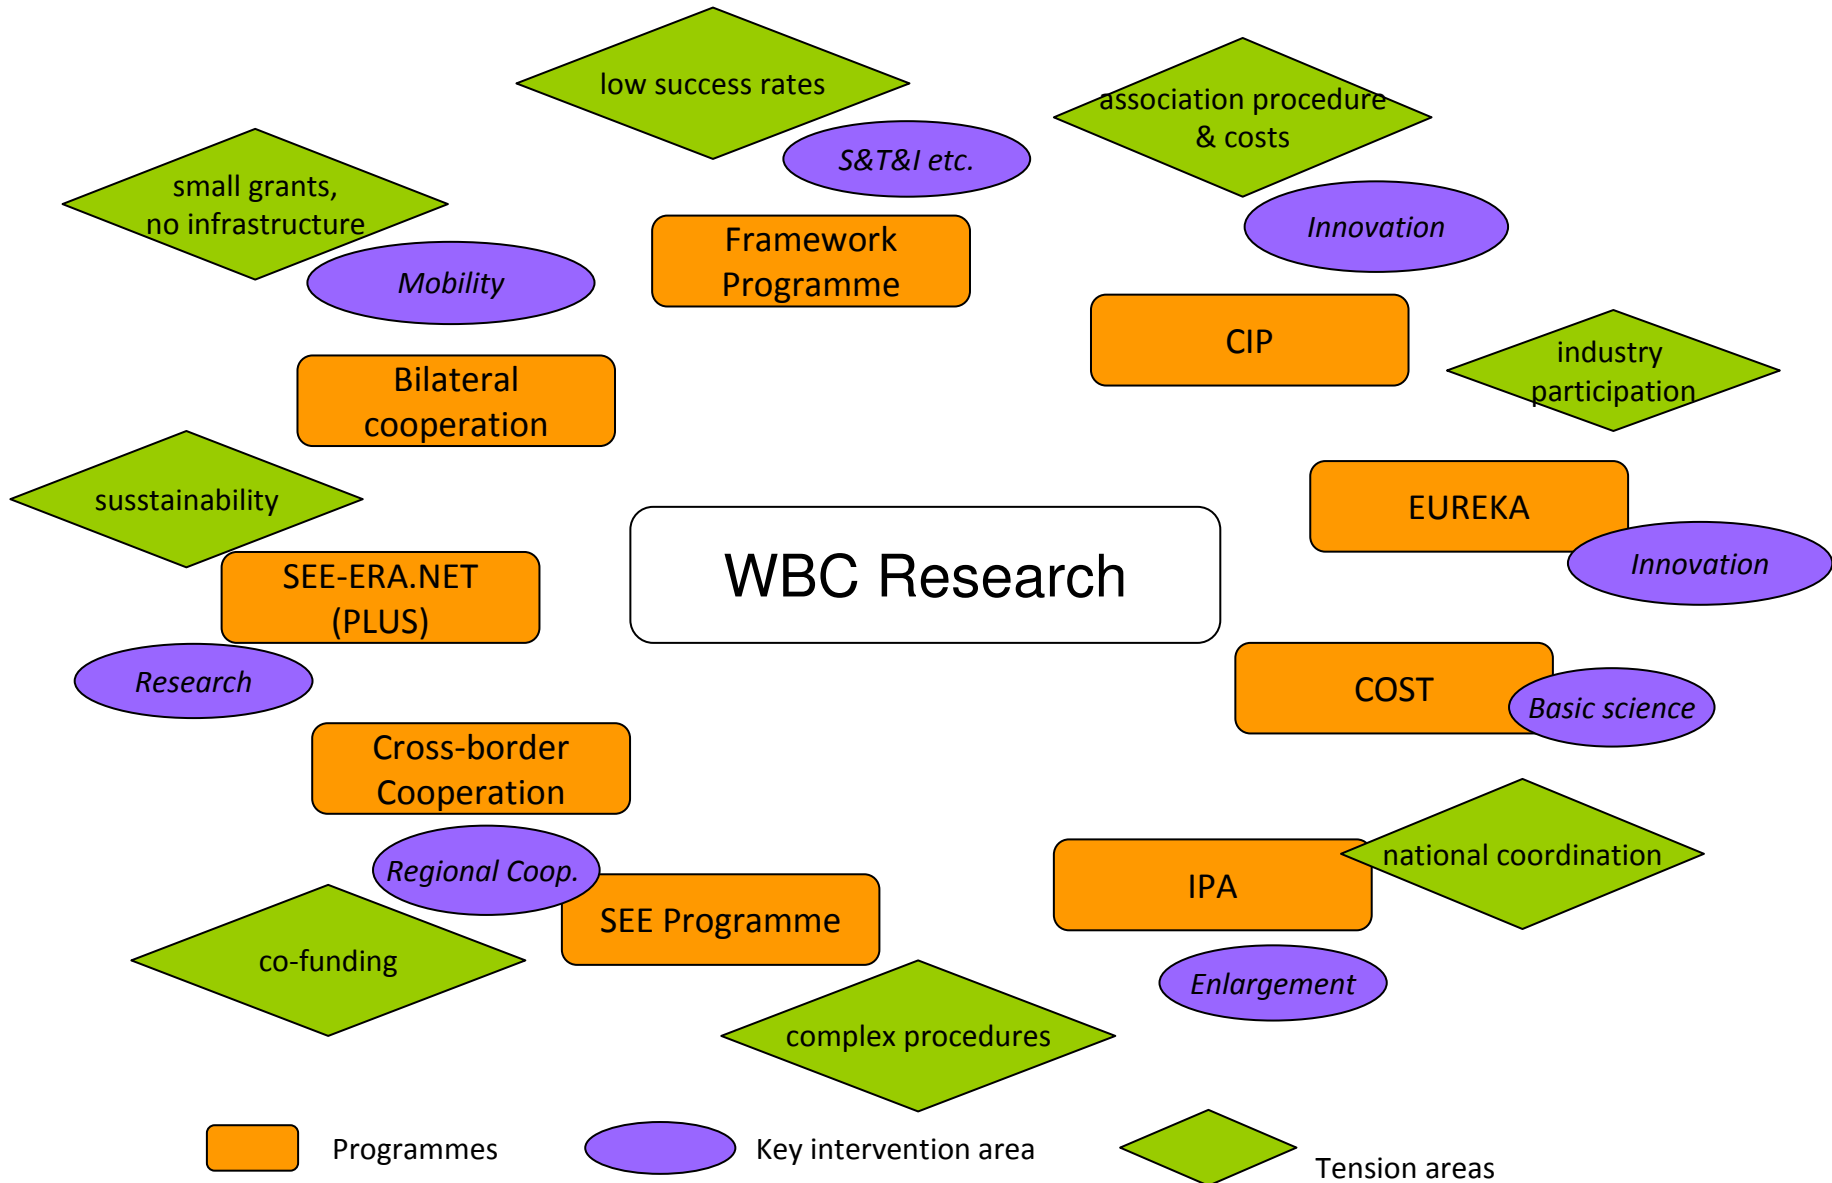 low success rates
association procedure
& costs
S&T&I etc.
small grants,
no infrastructure
Innovation
Mobility
Framework
Programme
CIP
industry
participation
Bilateral
cooperation
susstainability
EUREKA
Innovation
SEE-ERA.NET
(PLUS)
WBC Research
Research
COST
Basic science
Cross-border
Cooperation
Regional Coop.
national coordination
IPA
SEE Programme
co-funding
Enlargement
complex procedures
Programmes
Key intervention area
Tension areas